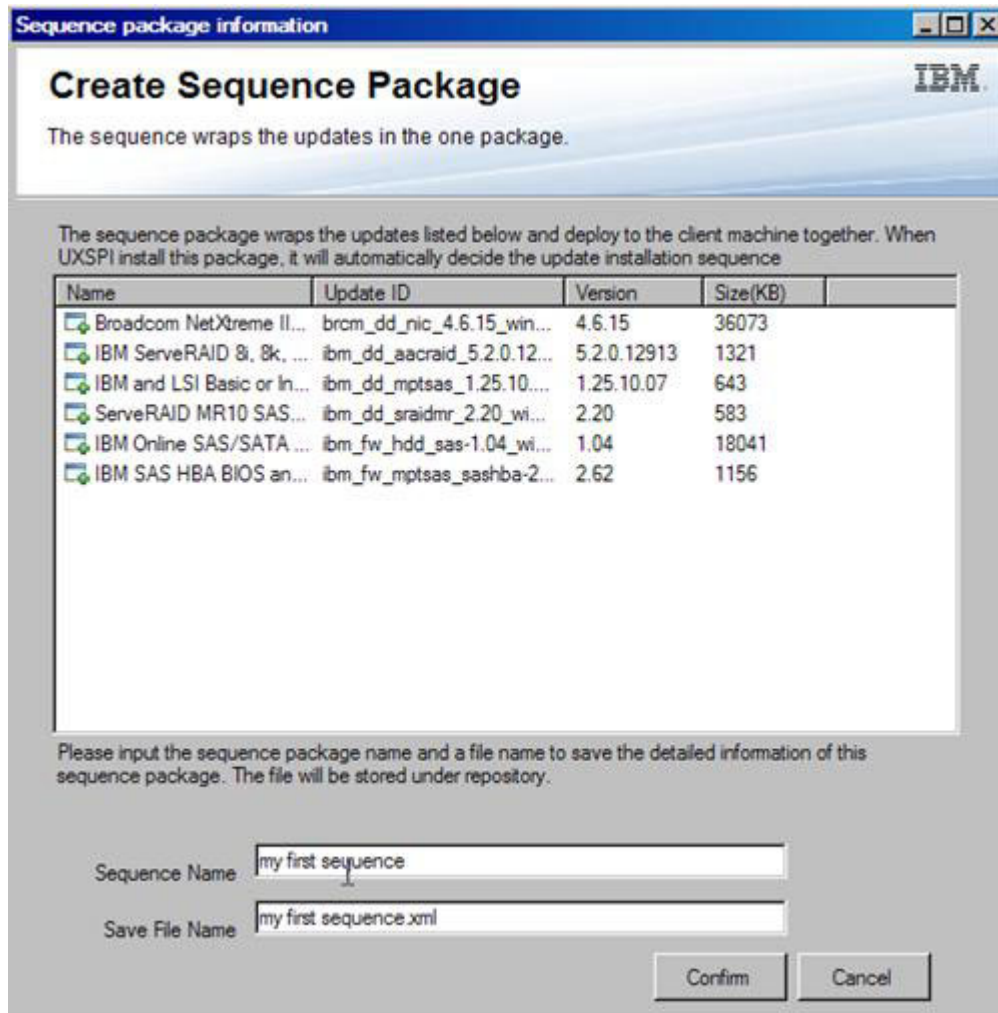 Sequence package information
IBM.
Create Sequence Package
The sequence wraps the updates in the one package.
The sequence package wraps the updates listed below and deploy to the client machine together. When
UXSPI install this package, it will automatically decide the update installation sequence
Name Update ID Version Size(KB)
Broadcom NetXtreme II... brcm_dd_nic_4.6.15_win... 4.6.15 36073
IBM ServeRAID 8i, 8k, ... ibm_dd_aacraid_5.2.0.12... 5.2.0.12913 1321
IBM and LSI Basic or In... ibm_dd_mptsas_1.25.10.... 1.25.10.07 643
ServeRAID MR10 SAS... ibm_dd_sraidmr_2.20_wi... 2.20 583
IBM Online SAS/SATA ... ibm_fw_hdd_sas-1.04_wi... 1.04 18041
IBM SAS HBA BIOS an... ibm_fw_mptsas_sashba-2... 2.62 1156
Please input the sequence package name and a file name to save the detailed information of this
sequence package. The file will be stored under repository.
Sequence Name my first sequence
Save File Name my first sequence.xml
Confirm Cancel